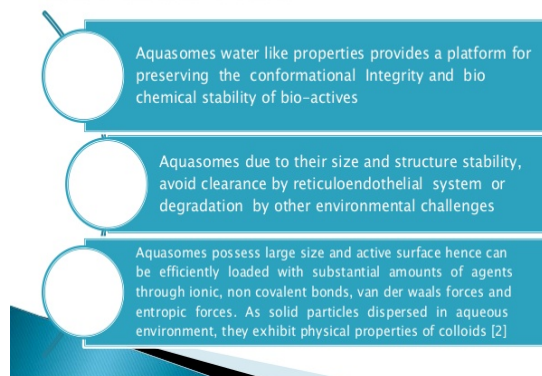 Aquasomes water like properties provides a platform for
preserving the conformational Integrity and bio
chemical stability of bio-actives
Aquasomes due to their size and structure stability,
avoid clearance by reticuloendothelial system or
degradation by other environmental challenges
Aquasomes possess large size and active surface hence can
be efficiently loaded with substantial amounts of agents
through ionic, non covalent bonds, van der waals forces and
entropic forces. As solid particles dispersed in aqueous
environment, they exhibit physical properties of colloids [2]